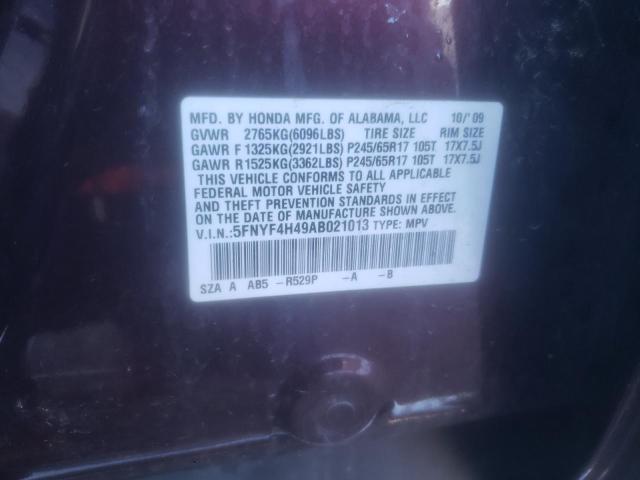 MFD. BY HONDA MFG. OF ALABAMA, LLC 10/'09
GVWR 2765KG(6096LBS) TIRE SIZE RIM SIZE
GAWR F 1325KG(2921LBS) P245/65R17 105T 17X7.5J
GAWR R 1525KG(3362LBS) P245/65R17 105T 17X7.5J
THIS VEHICLE CONFORMS TO ALL APPLICABLE
FEDERAL MOTOR VEHICLE SAFETY
AND THEFT PREVENTION STANDARDS IN EFFECT
ON THE DATE OF MANUFACTURE SHOWN ABOVE.
V.I.N.:5FNYF4H49AB021013 TYPE: MPV
SZA A AB5 -R529P -A -B